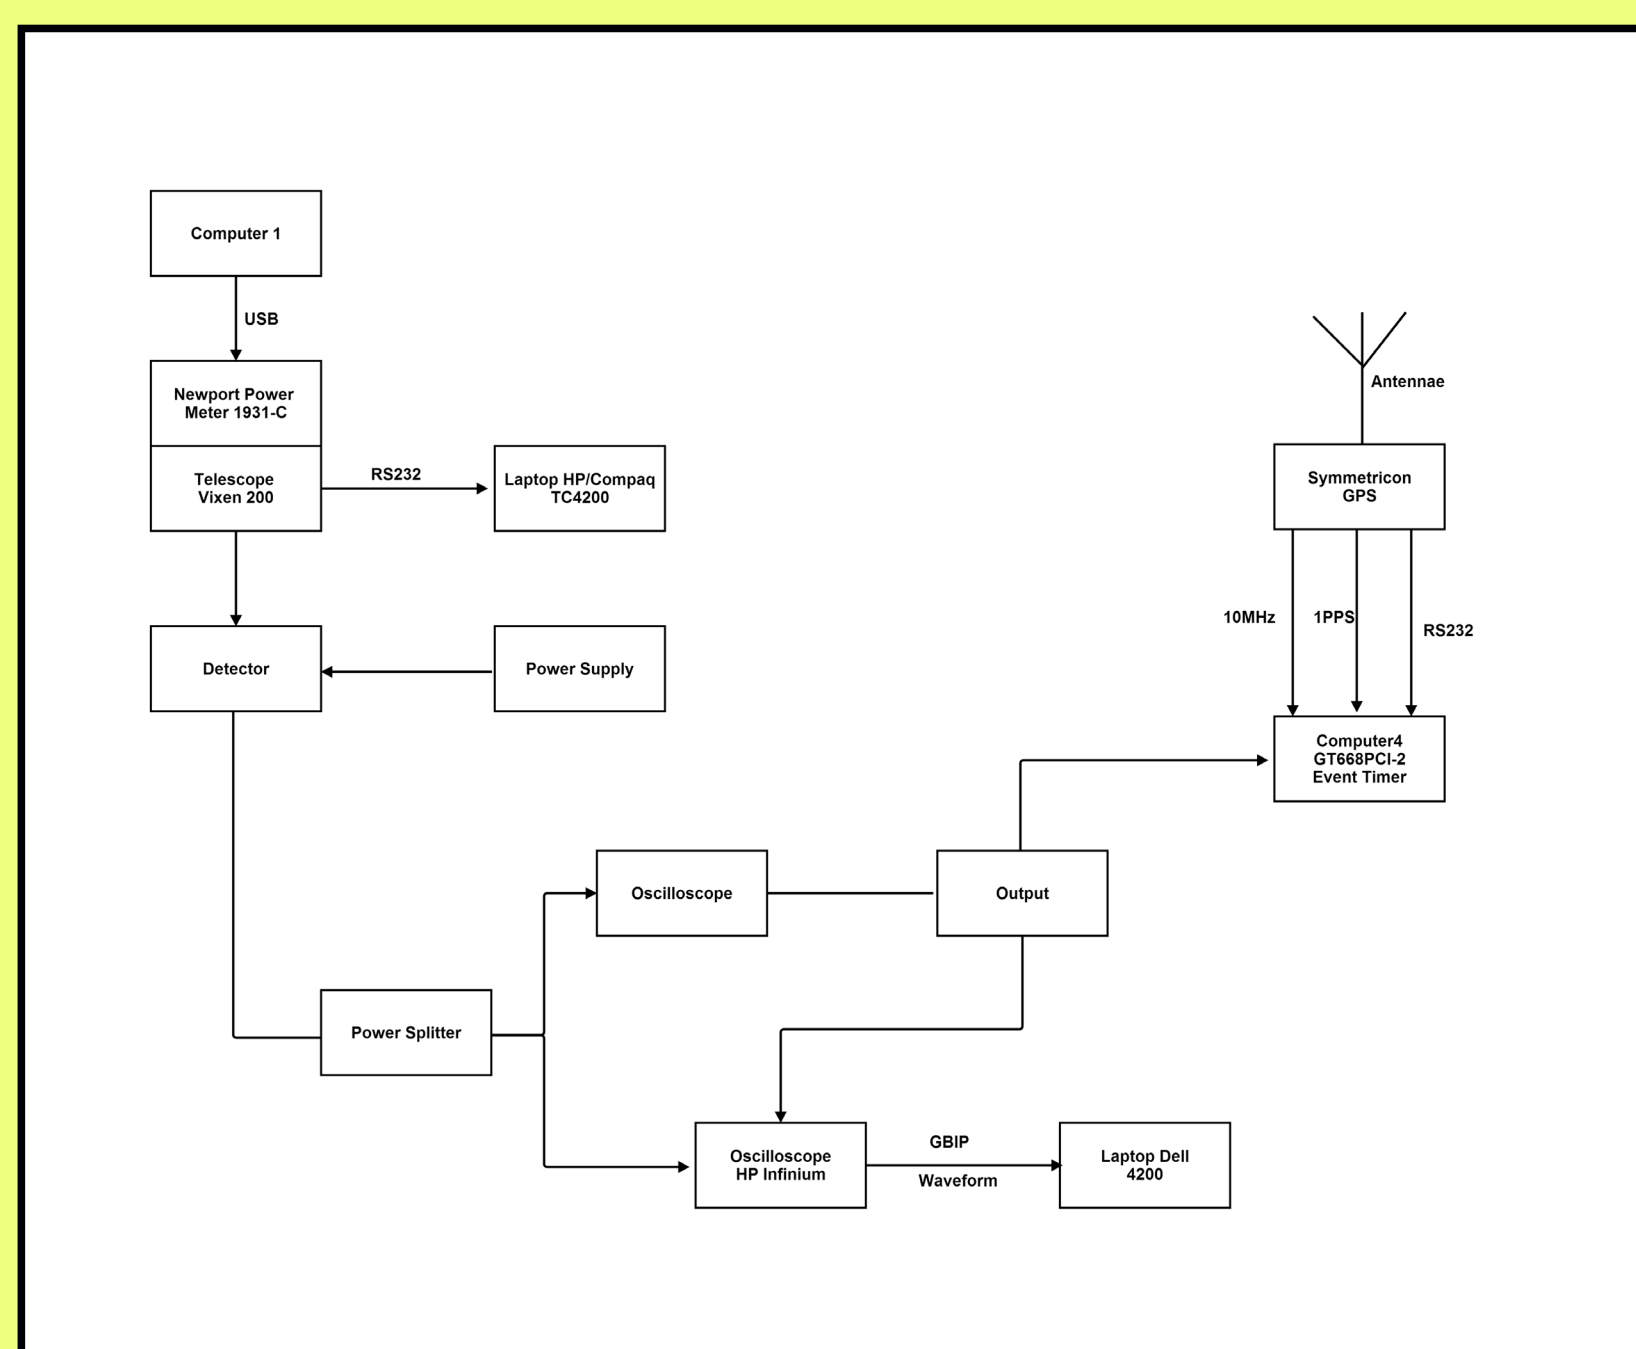 Computer 1
USB
Newport Power
Meter 1931-C
Telescope
Vixen 200
RS232
Laptop HP/Compaq
TC4200
Antennae
Symmetricon
GPS
10MHz
1PPS
RS232
Detector
Power Supply
Computer4
GT668PCI-2
Event Timer
Oscilloscope
Output
Power Splitter
Oscilloscope
HP Infinium
GBIP
Waveform
Laptop Dell
4200